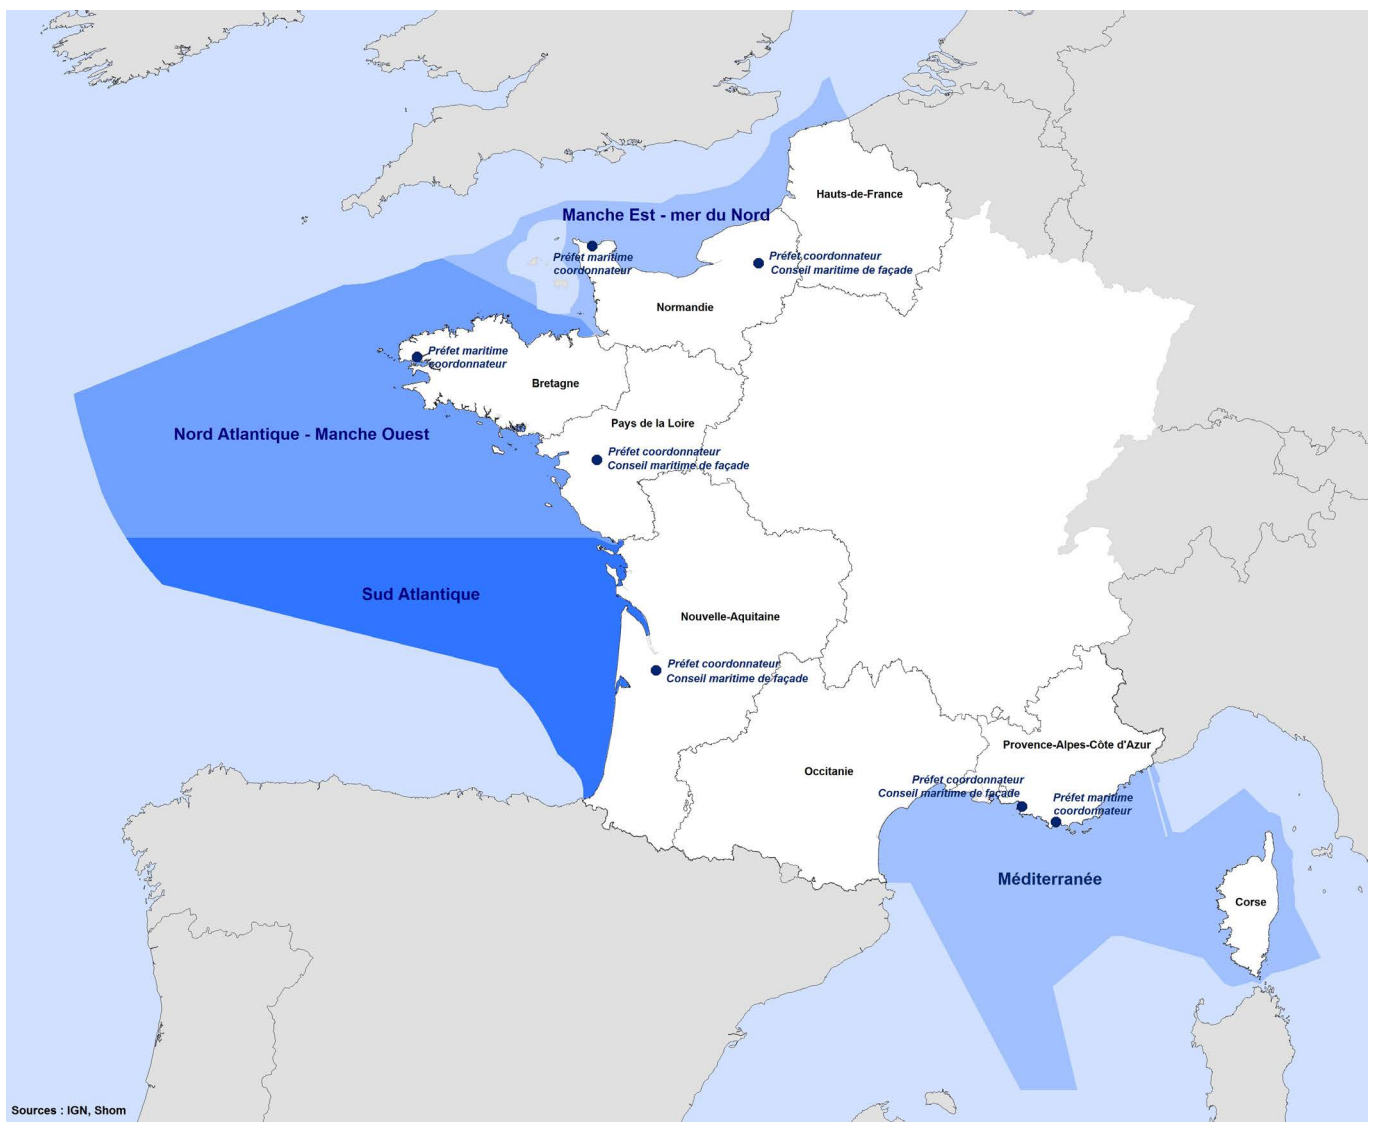 Hauts-de-France
Manche Est - mer du Nord
Préfet maritime
coordonnateur
Préfet coordonnateur
Conseil maritime de façade
Normandie
Préfet maritime
coordonnateur
Bretagne
Pays de la Loire
Nord Atlantique - Manche Ouest
Préfet coordonnateur
Conseil maritime de façade
Sud Atlantique
Nouvelle-Aquitaine
Préfet coordonnateur
Conseil maritime de façade
Provence-Alpes-Côte d'Azur
Occitanie
Préfet coordonnateur
Conseil maritime de façade
Préfet maritime
coordonnateur
Méditerranée
Corse
Sources : IGN, Shom